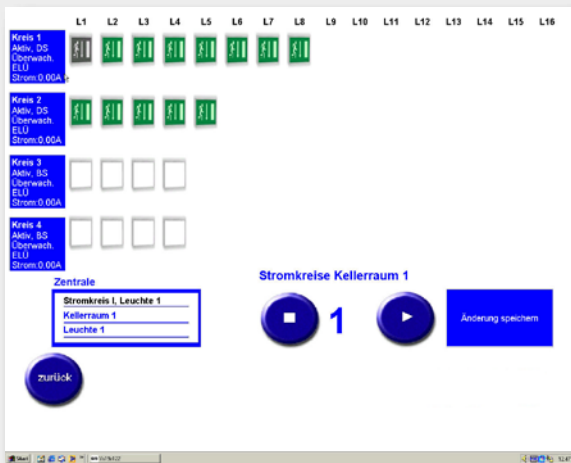 L1 L2 L3 L4 L5 L6 L7 L8 L9 L10 L11 L12 L13 L14 L15 L16
Kreis 1
Aktiv, DS
Überwach.
ELÜ
Strom:0.00A
Kreis 2
Aktiv, DS
Überwach.
ELÜ
Strom:0.00A
Kreis 3
Aktiv, BS
Überwach.
ELÜ
Strom:0.00A
Kreis 4
Aktiv, BS
Überwach.
ELÜ
Strom:0.00A
Zentrale
Stromkreis I, Leuchte 1
Kellerraum 1
Leuchte 1
Stromkreise Kellerraum 1
1
Änderung speichern
zurück
Start